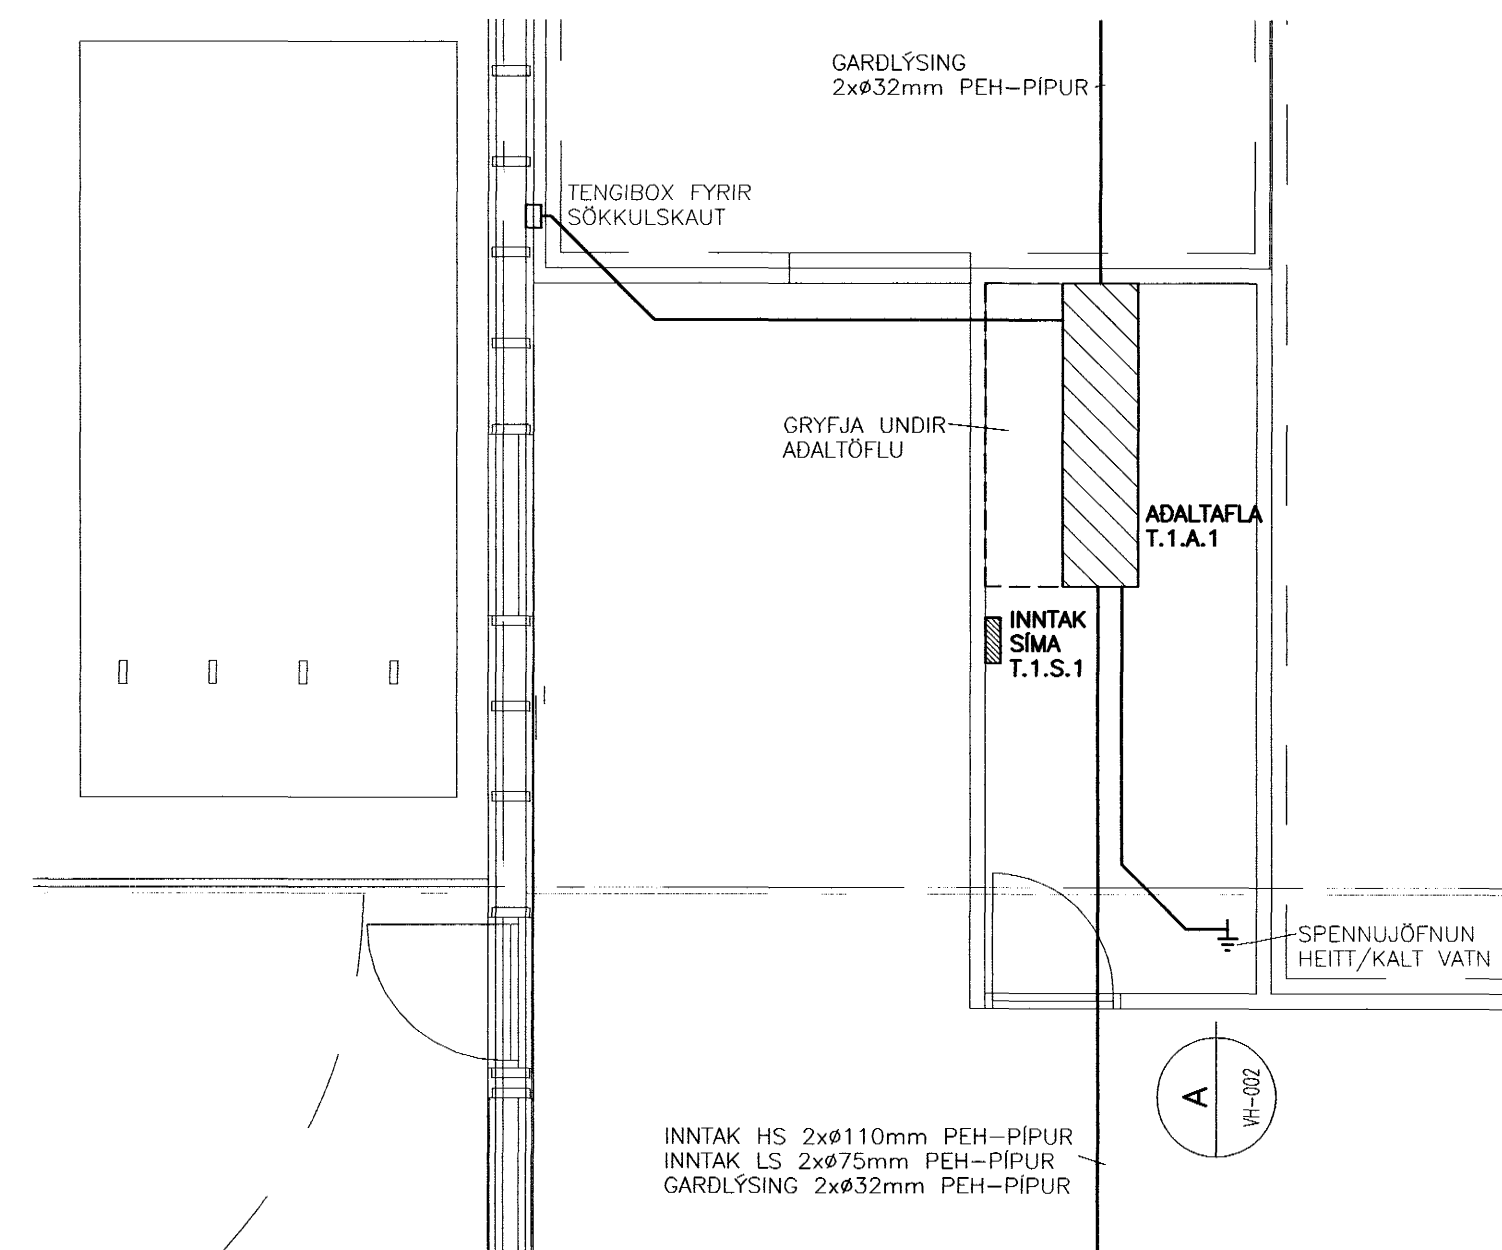 GARÐLÝSING
2xø32mm PEH-PÍPUR
TENGIBOX FYRIR
SÖKKULSKAUT
GRYFJA UNDIR
AÐALTÖFLU
AÐALTAFLA
T.1.A.1
INNTAK
SÍMA
T.1.S.1
SPENNUJÖFNUN
HEITT/KALT VATN
A
VH-002
INNTAK HS 2xø110mm PEH-PÍPUR
INNTAK LS 2xø75mm PEH-PÍPUR
GARÐLÝSING 2xø32mm PEH-PÍPUR